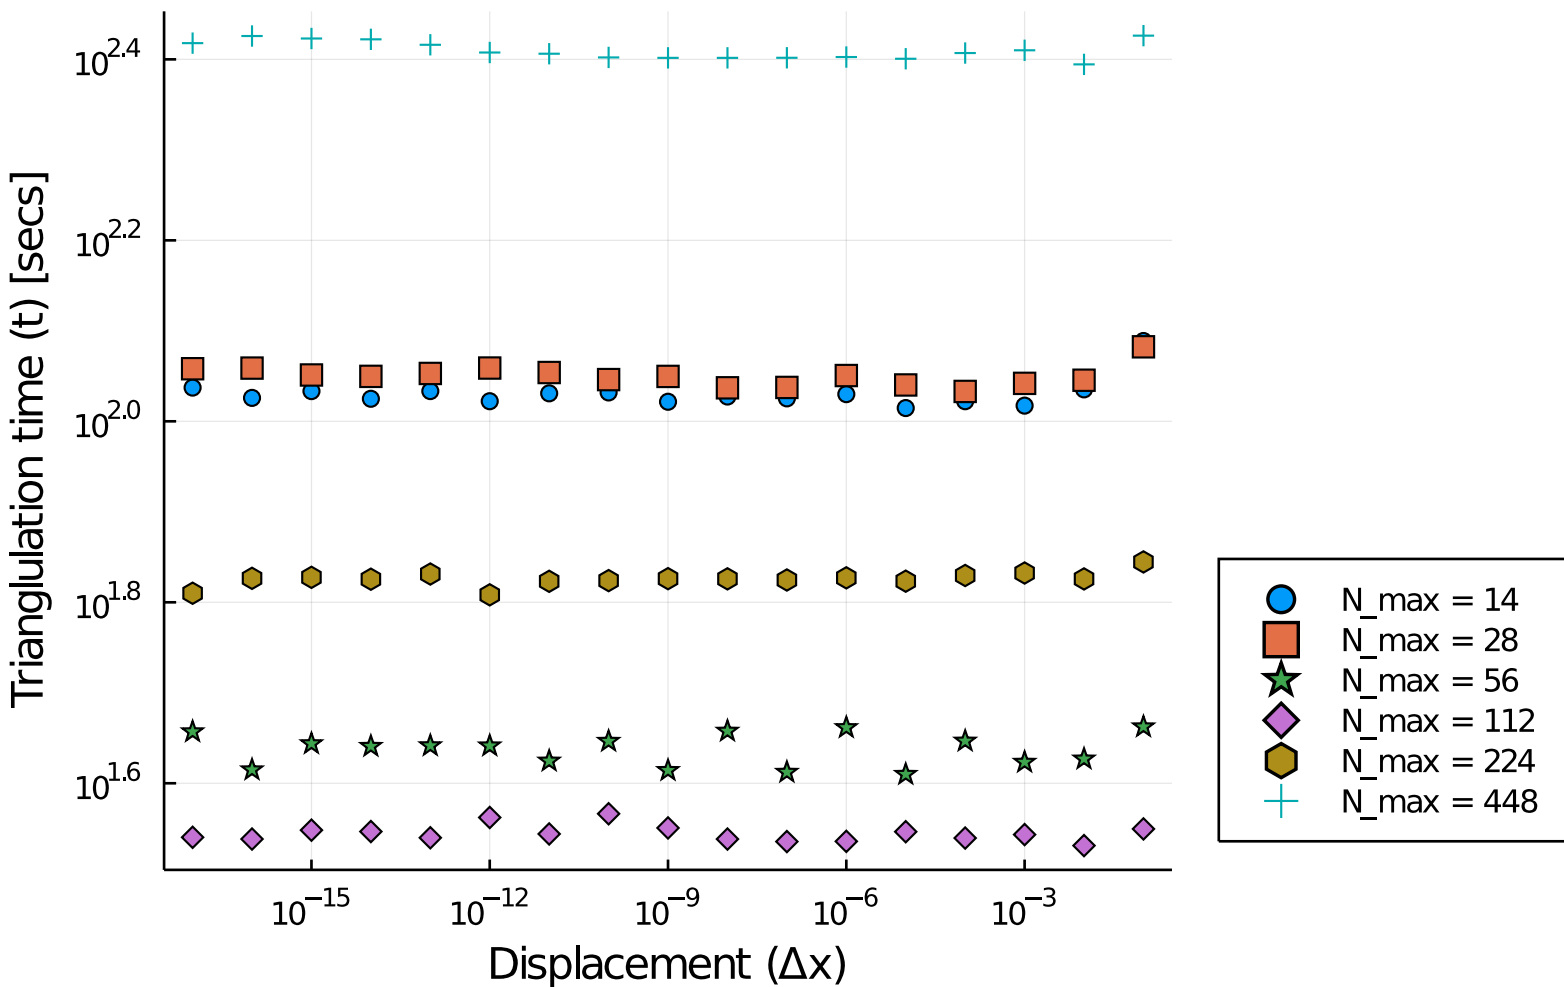 Trianglulation time (t) [secs]
10^2.4
10^2.2
10^2.0
10^1.8
10^1.6
10^−15 10^−12 10^−9 10^−6 10^−3
Displacement (Δx)
N_max = 14
N_max = 28
N_max = 56
N_max = 112
N_max = 224
N_max = 448